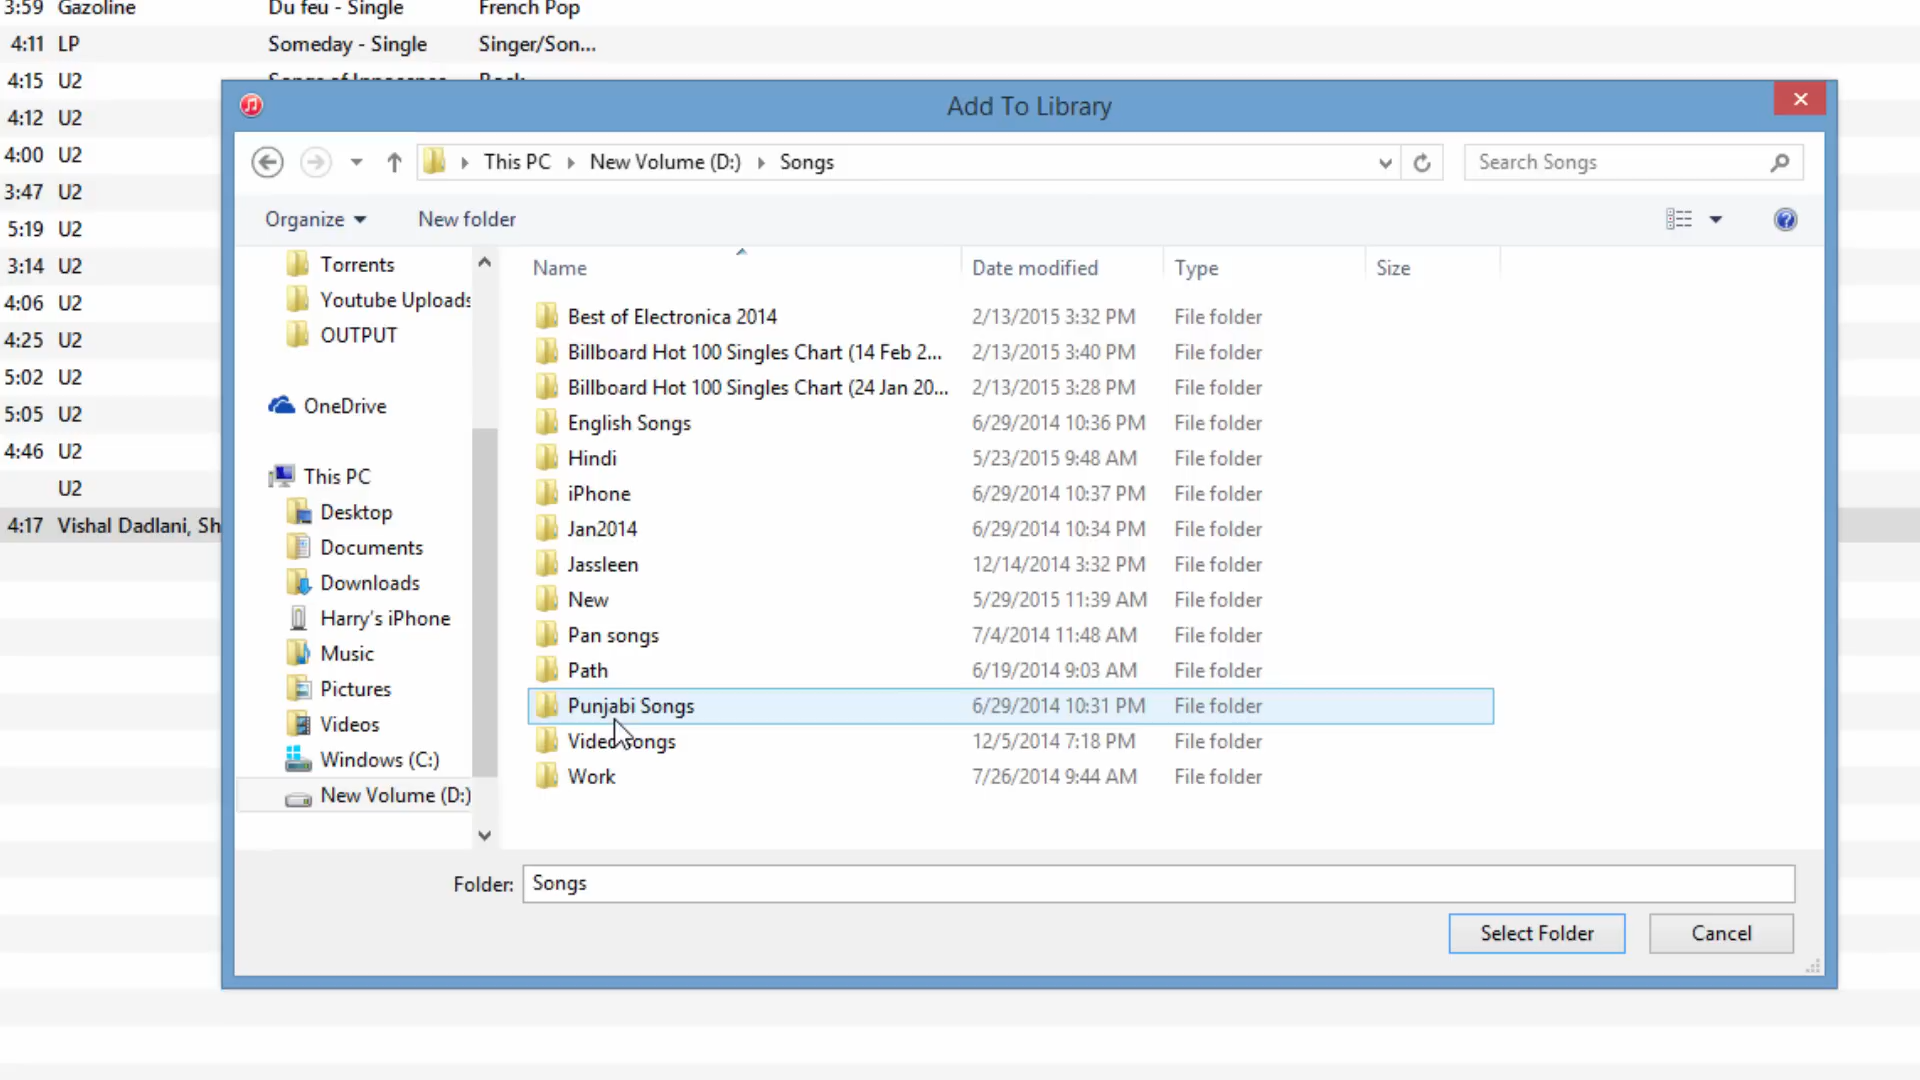 3:59 Gazoline Du feu - Single French Pop
4:11 LP Someday - Single Singer/Son...
4:15 U2 Songs of Innocence Rock
4:12 U2
4:00 U2
3:47 U2
5:19 U2
3:14 U2
4:06 U2
4:25 U2
5:02 U2
5:05 U2
4:46 U2
U2
4:17 Vishal Dadlani, Sh
Add To Library
This PC New Volume (D:) Songs
Search Songs
Organize New folder
Torrents
Youtube Uploads
OUTPUT
OneDrive
This PC
Desktop
Documents
Downloads
Harry's iPhone
Music
Pictures
Videos
Windows (C:)
New Volume (D:)
Name Date modified Type Size
Best of Electronica 2014 2/13/2015 3:32 PM File folder
Billboard Hot 100 Singles Chart (14 Feb 2... 2/13/2015 3:40 PM File folder
Billboard Hot 100 Singles Chart (24 Jan 20... 2/13/2015 3:28 PM File folder
English Songs 6/29/2014 10:36 PM File folder
Hindi 5/23/2015 9:48 AM File folder
iPhone 6/29/2014 10:37 PM File folder
Jan2014 6/29/2014 10:34 PM File folder
Jassleen 12/14/2014 3:32 PM File folder
New 5/29/2015 11:39 AM File folder
Pan songs 7/4/2014 11:48 AM File folder
Path 6/19/2014 9:03 AM File folder
Punjabi Songs 6/29/2014 10:31 PM File folder
Video songs 12/5/2014 7:18 PM File folder
Work 7/26/2014 9:44 AM File folder
Folder: Songs
Select Folder Cancel